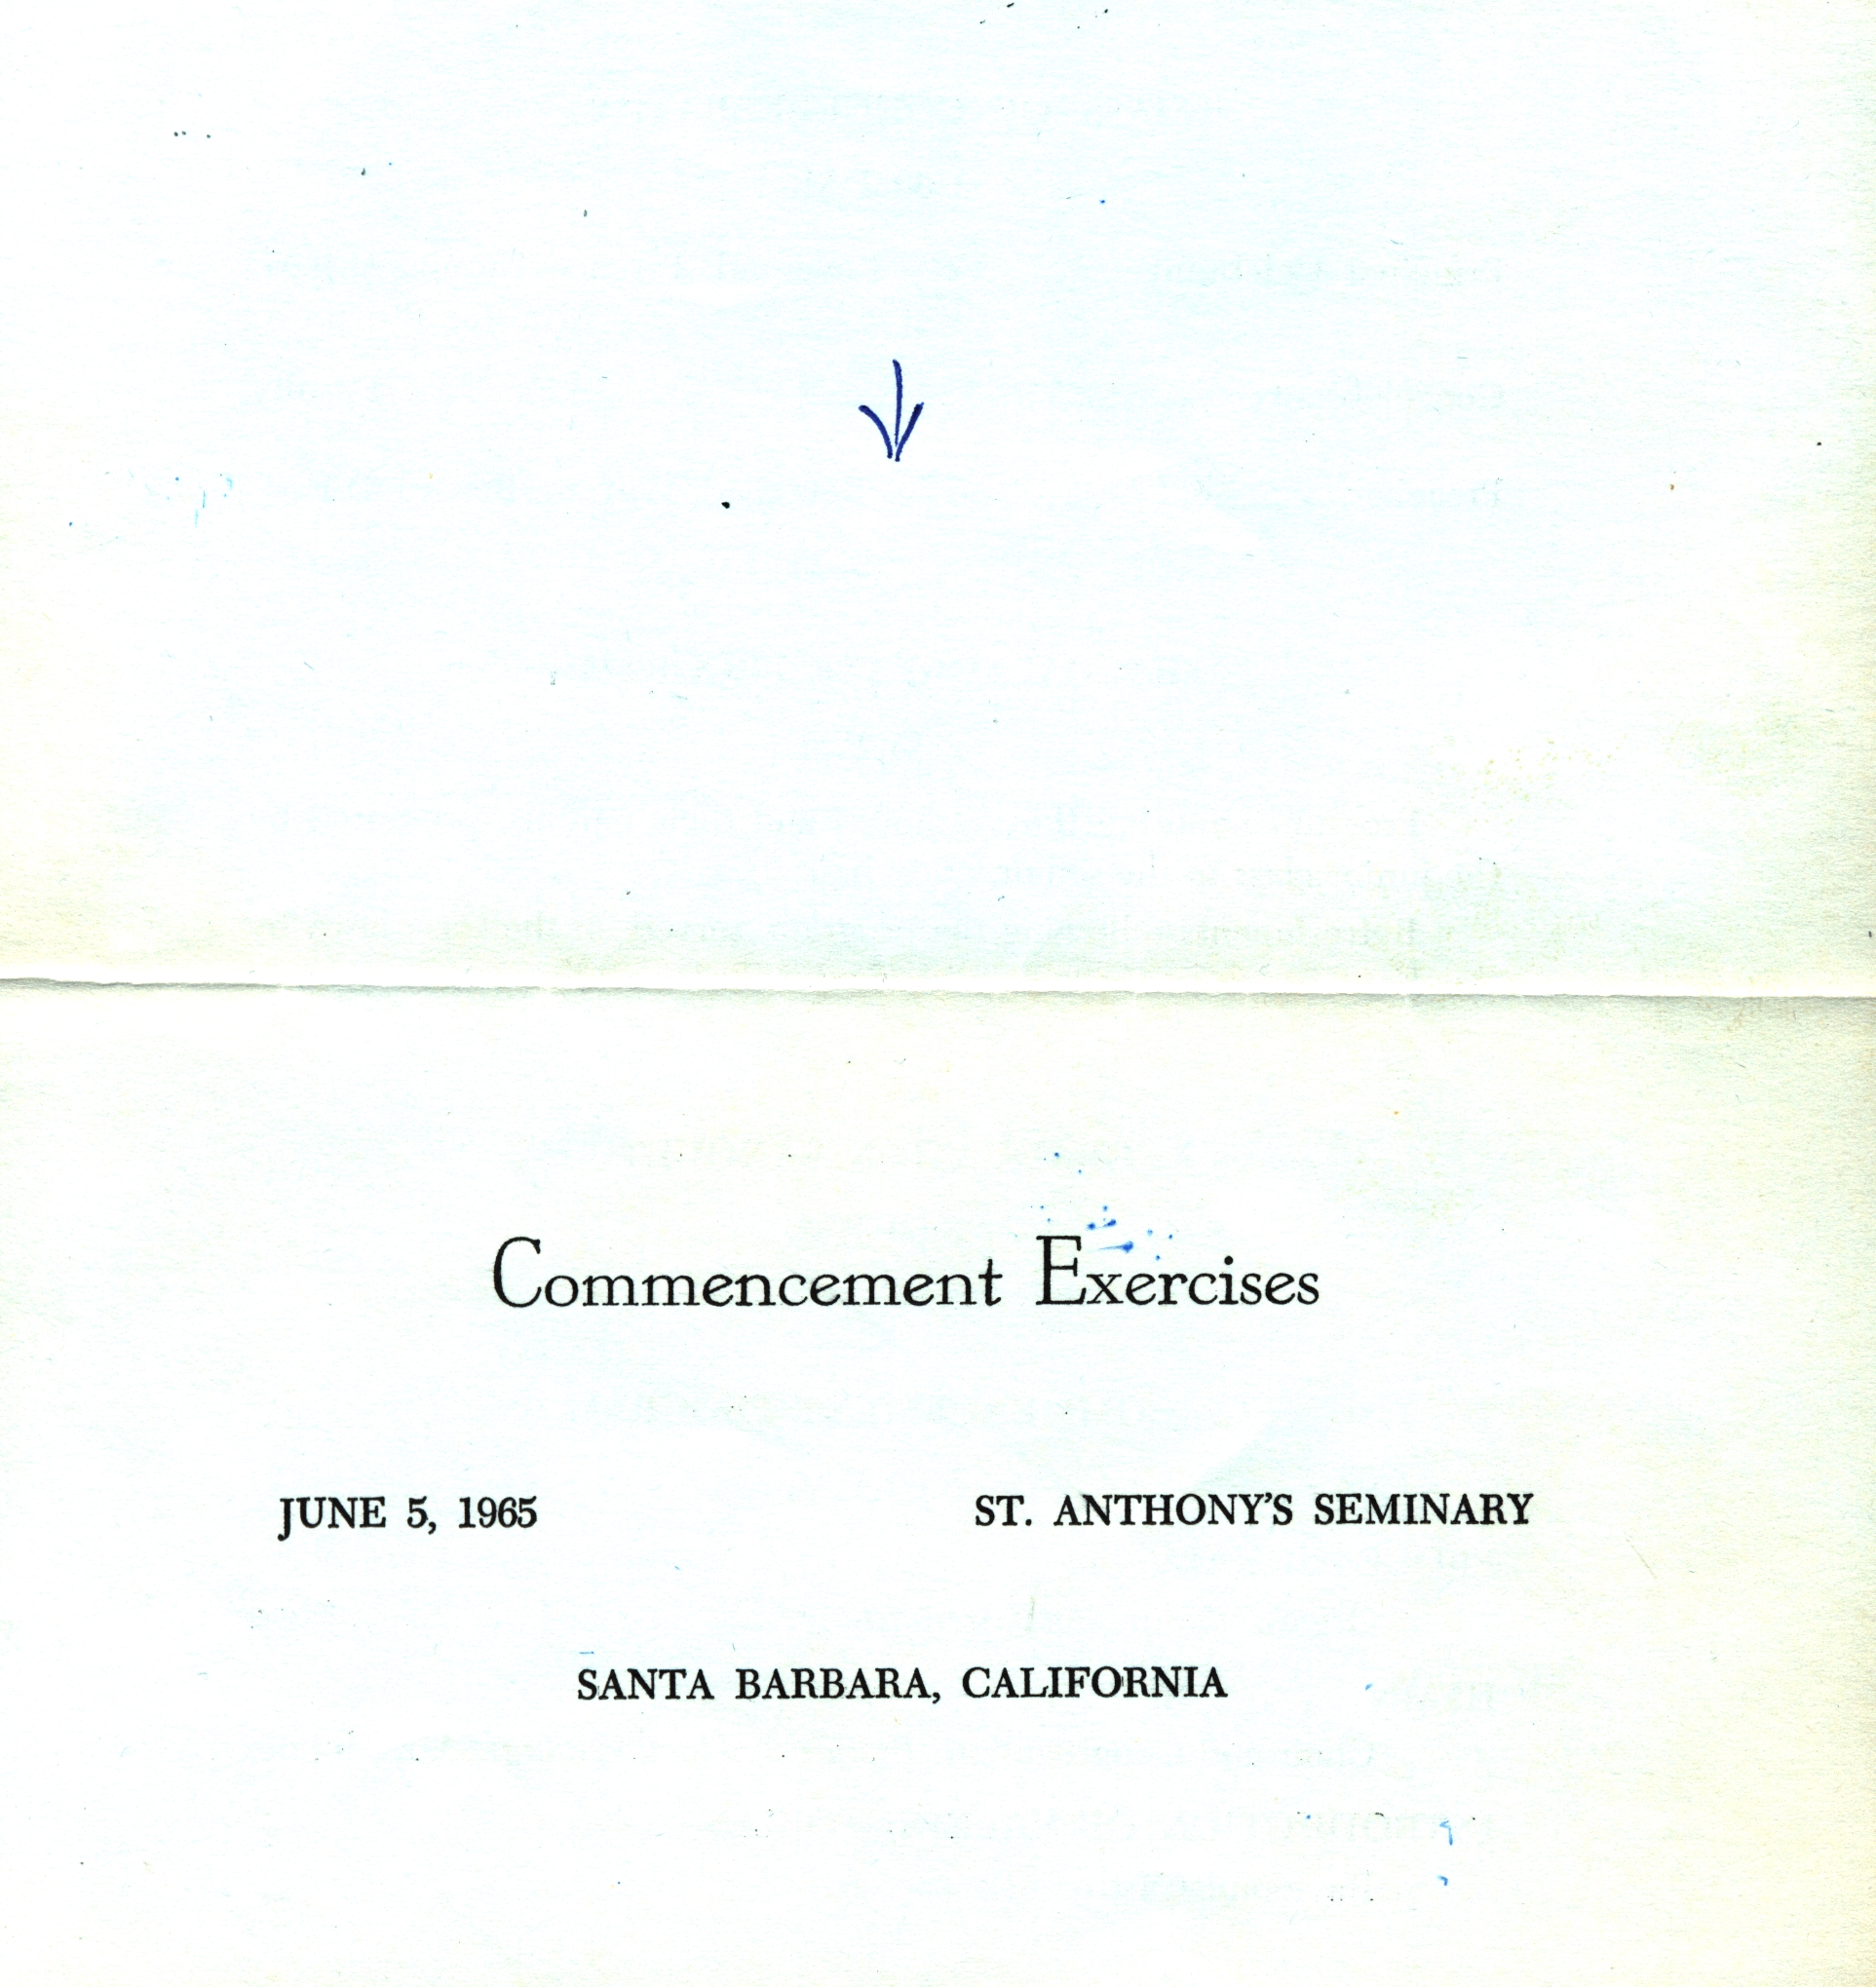 Commencement Exercises
JUNE 5, 1965 ST. ANTHONY'S SEMINARY
SANTA BARBARA, CALIFORNIA